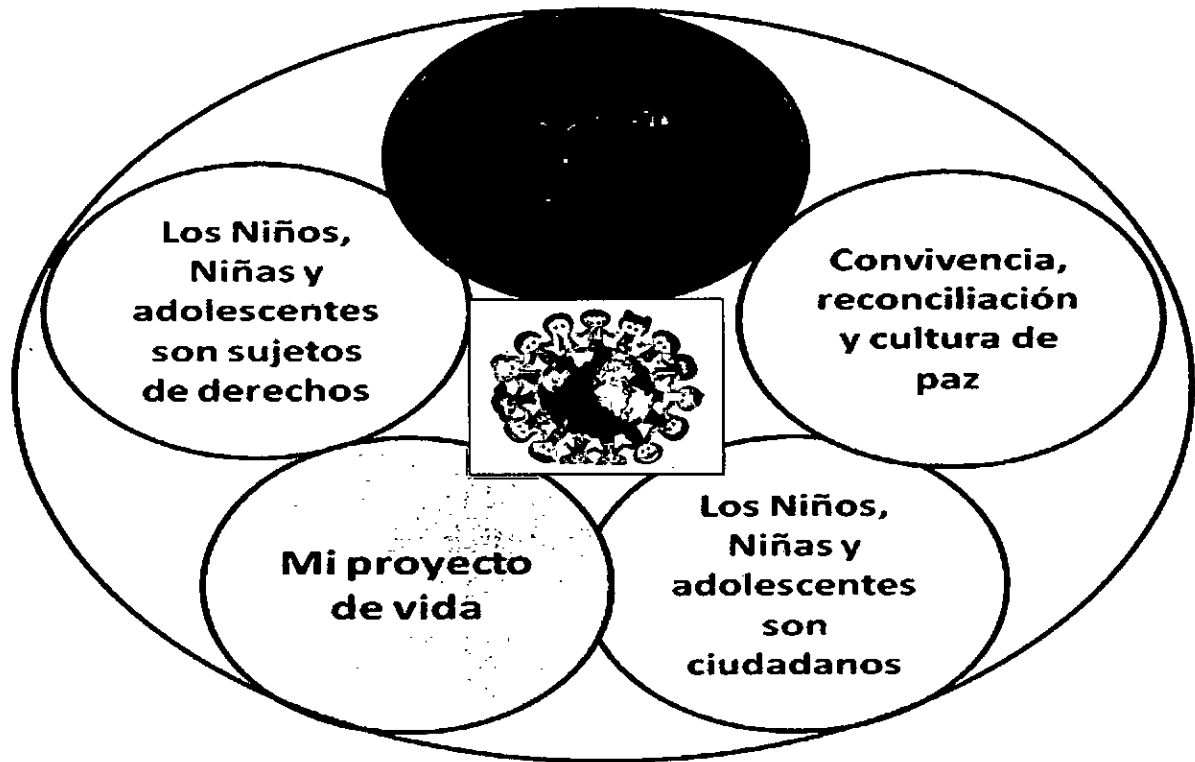 Los Niños,
Niñas y
adolescentes
son sujetos
de derechos
Convivencia,
reconciliación
y cultura de
paz
Mi proyecto
de vida
Los Niños,
Niñas y
adolescentes
son
ciudadanos